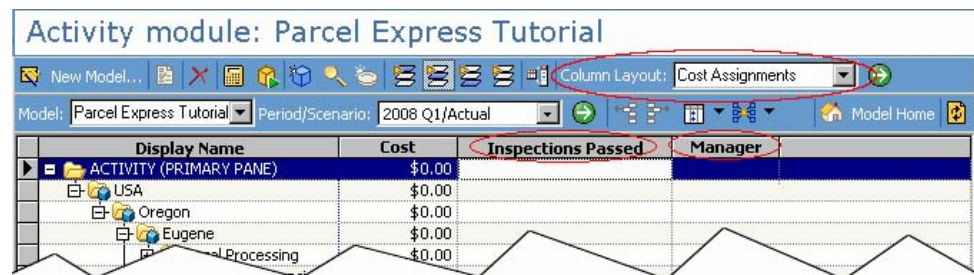 Activity module: Parcel Express Tutorial
New Model... Column Layout: Cost Assignments
Model: Parcel Express Tutorial Period/Scenario: 2008 Q1/Actual Model Home
Display Name Cost Inspections Passed Manager
ACTIVITY (PRIMARY PANE) $0.00
USA $0.00
Oregon $0.00
Eugene $0.00
Processing $0.00